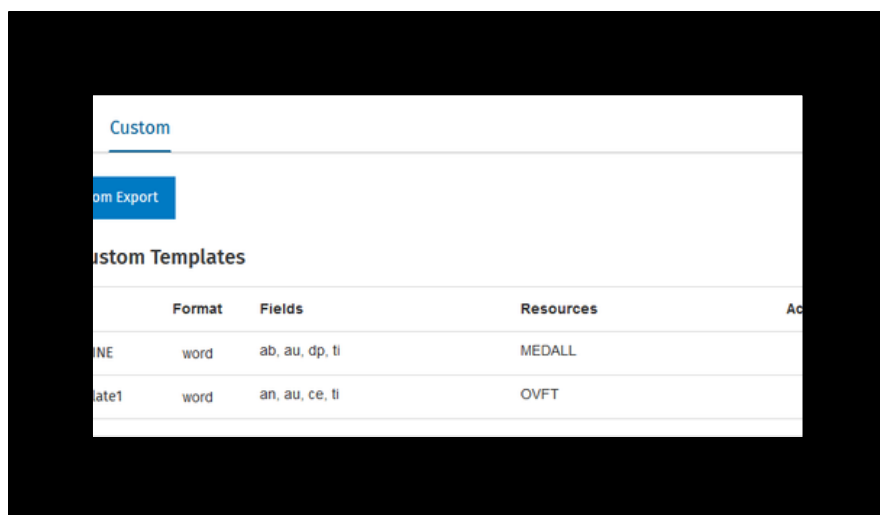 Custom
om Export
ustom Templates
Format Fields Resources Ac
INE word ab, au, dp, ti MEDALL
late1 word an, au, ce, ti OVFT